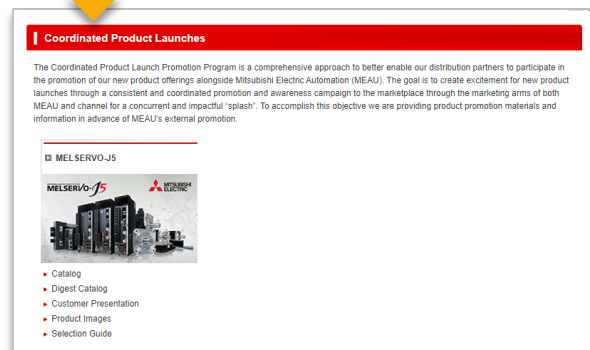 Coordinated Product Launches
The Coordinated Product Launch Promotion Program is a comprehensive approach to better enable our distribution partners to participate in
the promotion of our new product offerings alongside Mitsubishi Electric Automation (MEAU). The goal is to create excitement for new product
launches through a consistent and coordinated promotion and awareness campaign to the marketplace through the marketing arms of both
MEAU and channel for a concurrent and impactful “splash”. To accomplish this objective we are providing product promotion materials and
information in advance of MEAU's external promotion.
MELSERVO-J5
MELSERVO-J5
MITSUBISHI
ELECTRIC
Catalog
Digest Catalog
Customer Presentation
Product Images
Selection Guide